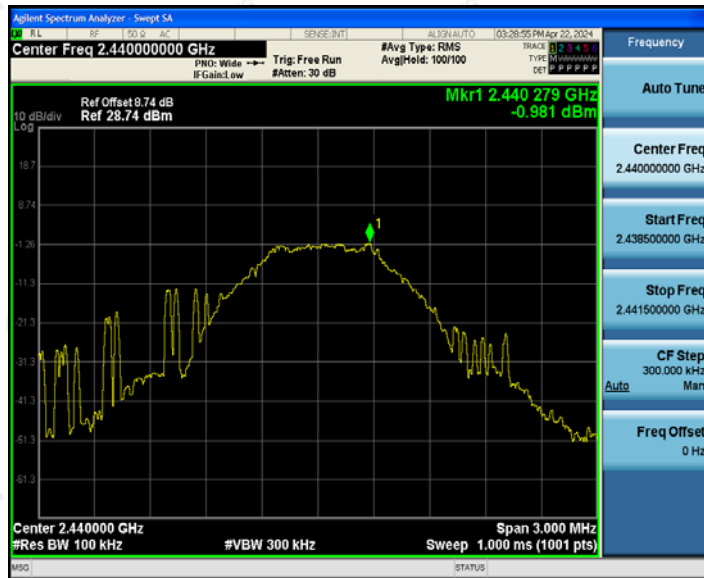 Agilent Spectrum Analyzer - Swept SA
RL RF 50 Ω AC SENSE:INT ALIGN AUTO 03:28:55 PM Apr 22, 2024
Center Freq 2.440000000 GHz
PNO: Wide
IFGain:Low
Trig: Free Run
#Atten: 30 dB
#Avg Type: RMS
Avg|Hold: 100/100
TRACE 1 2 3 4 5 6
TYPE M
DET P P P P P P
Ref Offset 8.74 dB
10 dB/div Ref 28.74 dBm
Log
Mkr1 2.440 279 GHz
-0.981 dBm
18.7
8.74
-1.26
-11.3
-21.3
-31.3
-41.3
-51.3
-61.3
1
Center 2.440000 GHz
Span 3.000 MHz
#Res BW 100 kHz
#VBW 300 kHz
Sweep 1.000 ms (1001 pts)
MSG
STATUS
Frequency
Auto Tune
Center Freq
2.440000000 GHz
Start Freq
2.438500000 GHz
Stop Freq
2.441500000 GHz
CF Step
300.000 kHz
Auto Man
Freq Offset
0 Hz